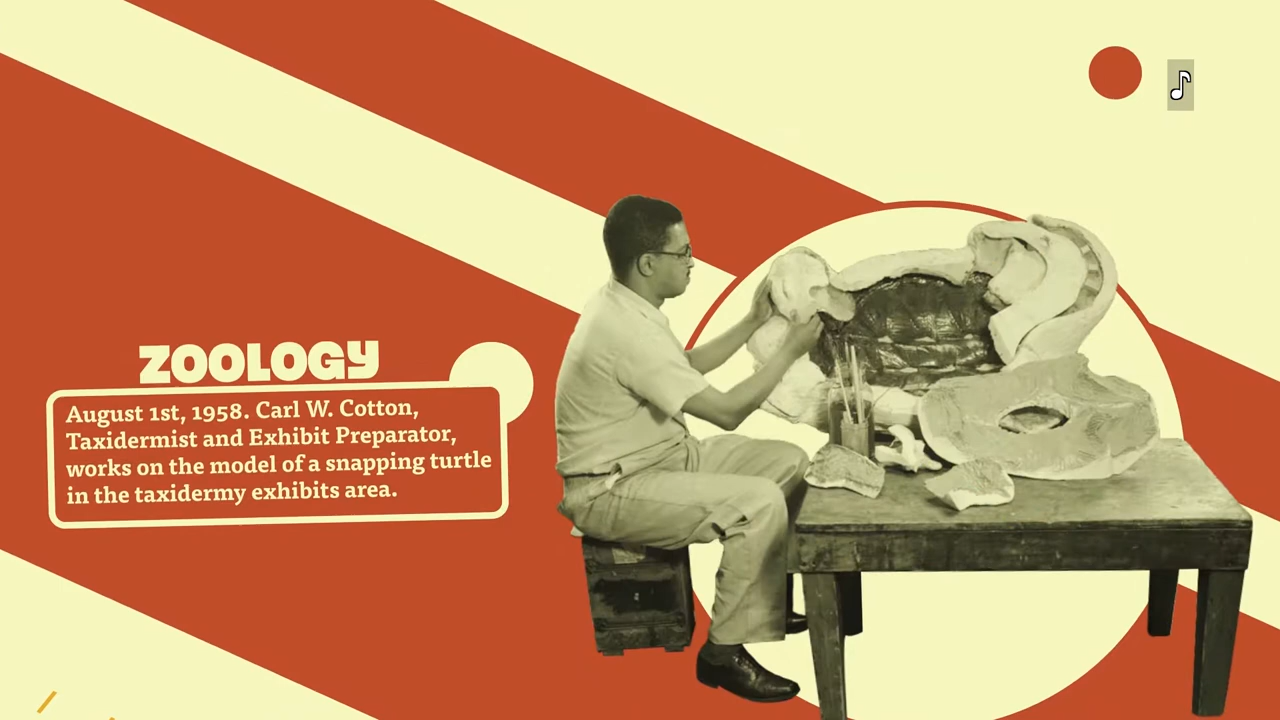 ZOOLOGY
August 1st, 1958. Carl W. Cotton,
Taxidermist and Exhibit Preparator,
works on the model of a snapping turtle
in the taxidermy exhibits area.
♪